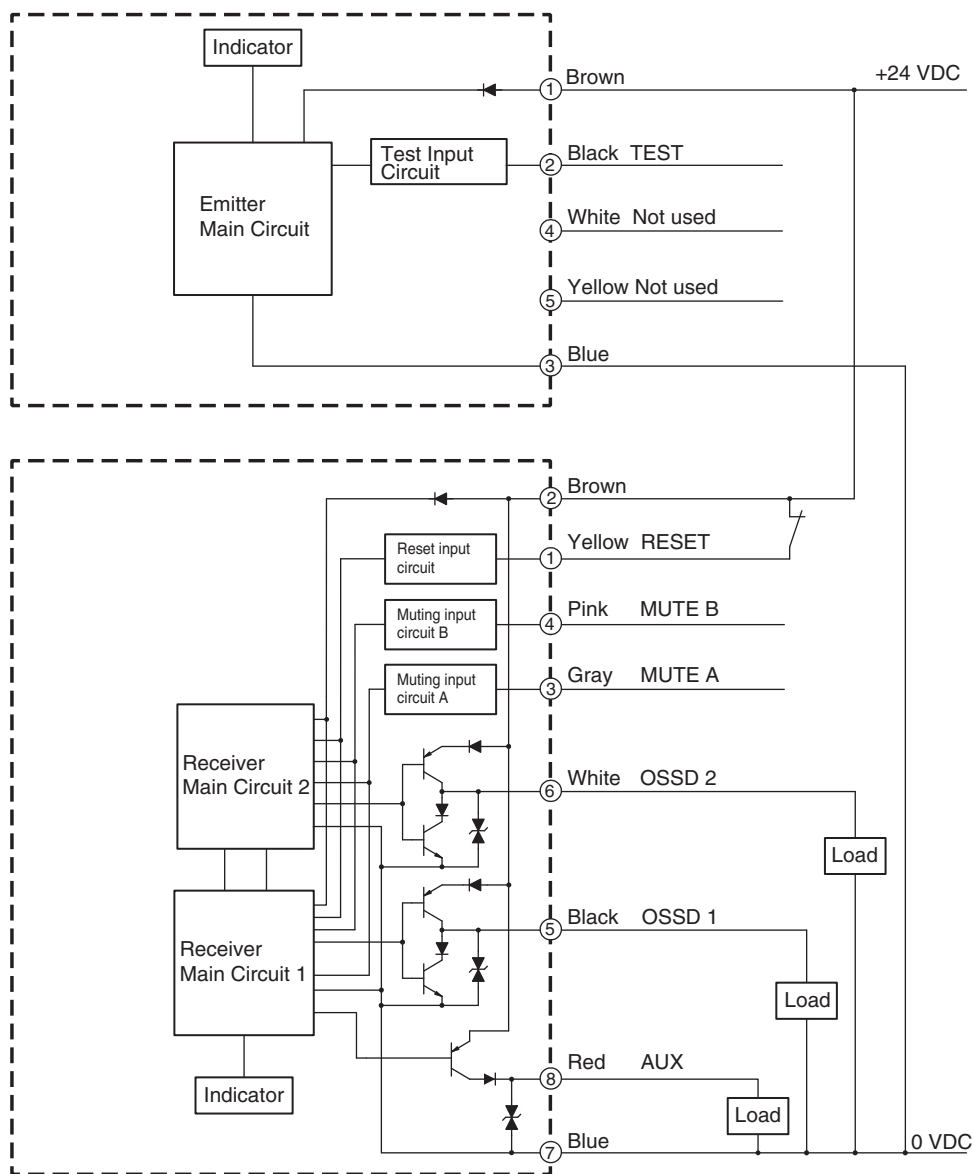 Indicator
① Brown
+24 VDC
Test Input
Circuit
② Black TEST
Emitter
Main Circuit
④ White Not used
⑤ Yellow Not used
③ Blue
② Brown
Reset input
circuit
① Yellow RESET
Muting input
circuit B
④ Pink MUTE B
Muting input
circuit A
③ Gray MUTE A
Receiver
Main Circuit 2
⑥ White OSSD 2
Load
Receiver
Main Circuit 1
⑤ Black OSSD 1
Load
Indicator
⑧ Red AUX
Load
⑦ Blue
0 VDC